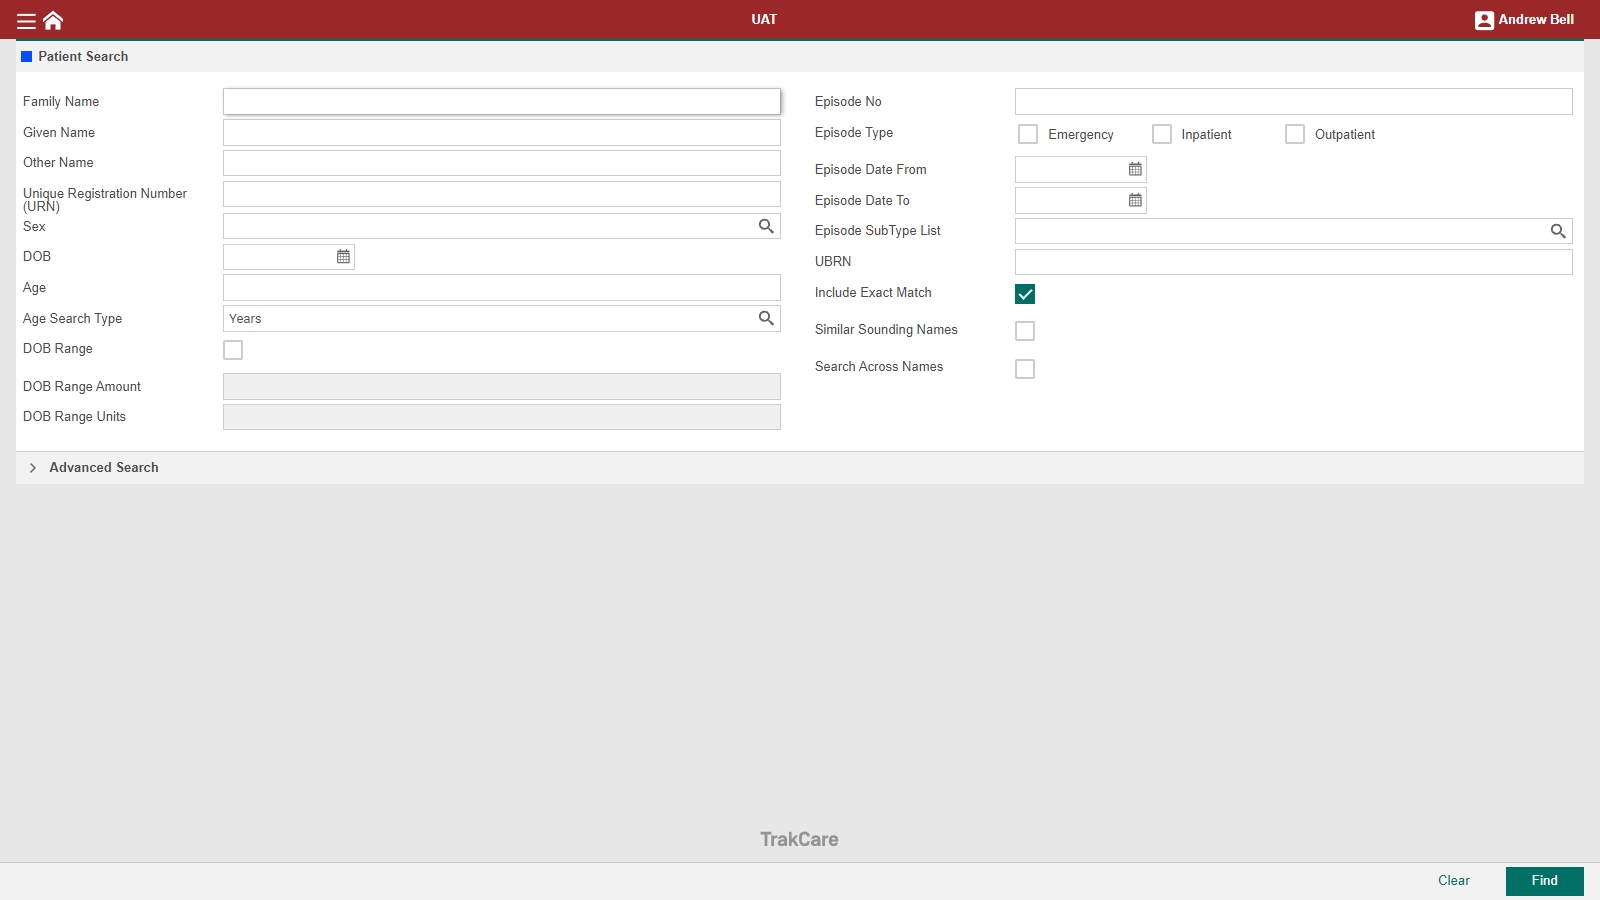 UAT
Andrew Bell
Patient Search
Family Name
Given Name
Other Name
Unique Registration Number
(URN)
Sex
DOB
Age
Age Search Type
Years
DOB Range
DOB Range Amount
DOB Range Units
Episode No
Episode Type
Emergency
Inpatient
Outpatient
Episode Date From
Episode Date To
Episode SubType List
UBRN
Include Exact Match
Similar Sounding Names
Search Across Names
Advanced Search
TrakCare
Clear
Find